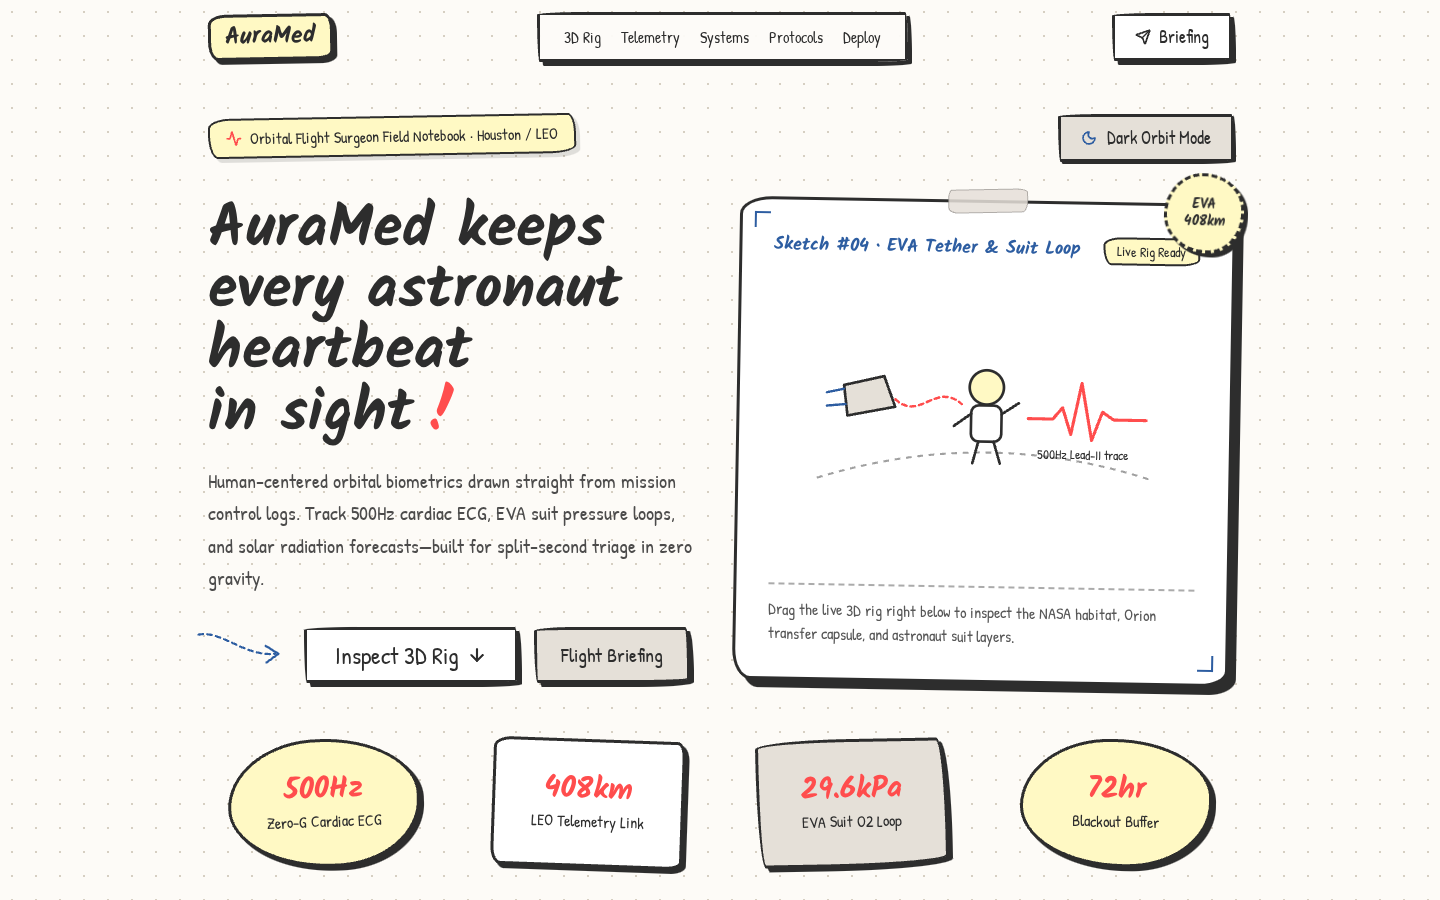 AuraMed
3D Rig Telemetry Systems Protocols Deploy
Briefing
Orbital Flight Surgeon Field Notebook · Houston / LEO
Dark Orbit Mode
AuraMed keeps
every astronaut
heartbeat
in sight !
Human-centered orbital biometrics drawn straight from mission
control logs. Track 500Hz cardiac ECG, EVA suit pressure loops,
and solar radiation forecasts—built for split-second triage in zero
gravity.
Inspect 3D Rig
Flight Briefing
EVA
408km
Sketch #04 · EVA Tether & Suit Loop
Live Rig Ready
500Hz Lead-II trace
Drag the live 3D rig right below to inspect the NASA habitat, Orion
transfer capsule, and astronaut suit layers.
500Hz
Zero-G Cardiac ECG
408km
LEO Telemetry Link
29.6kPa
EVA Suit O2 Loop
72hr
Blackout Buffer